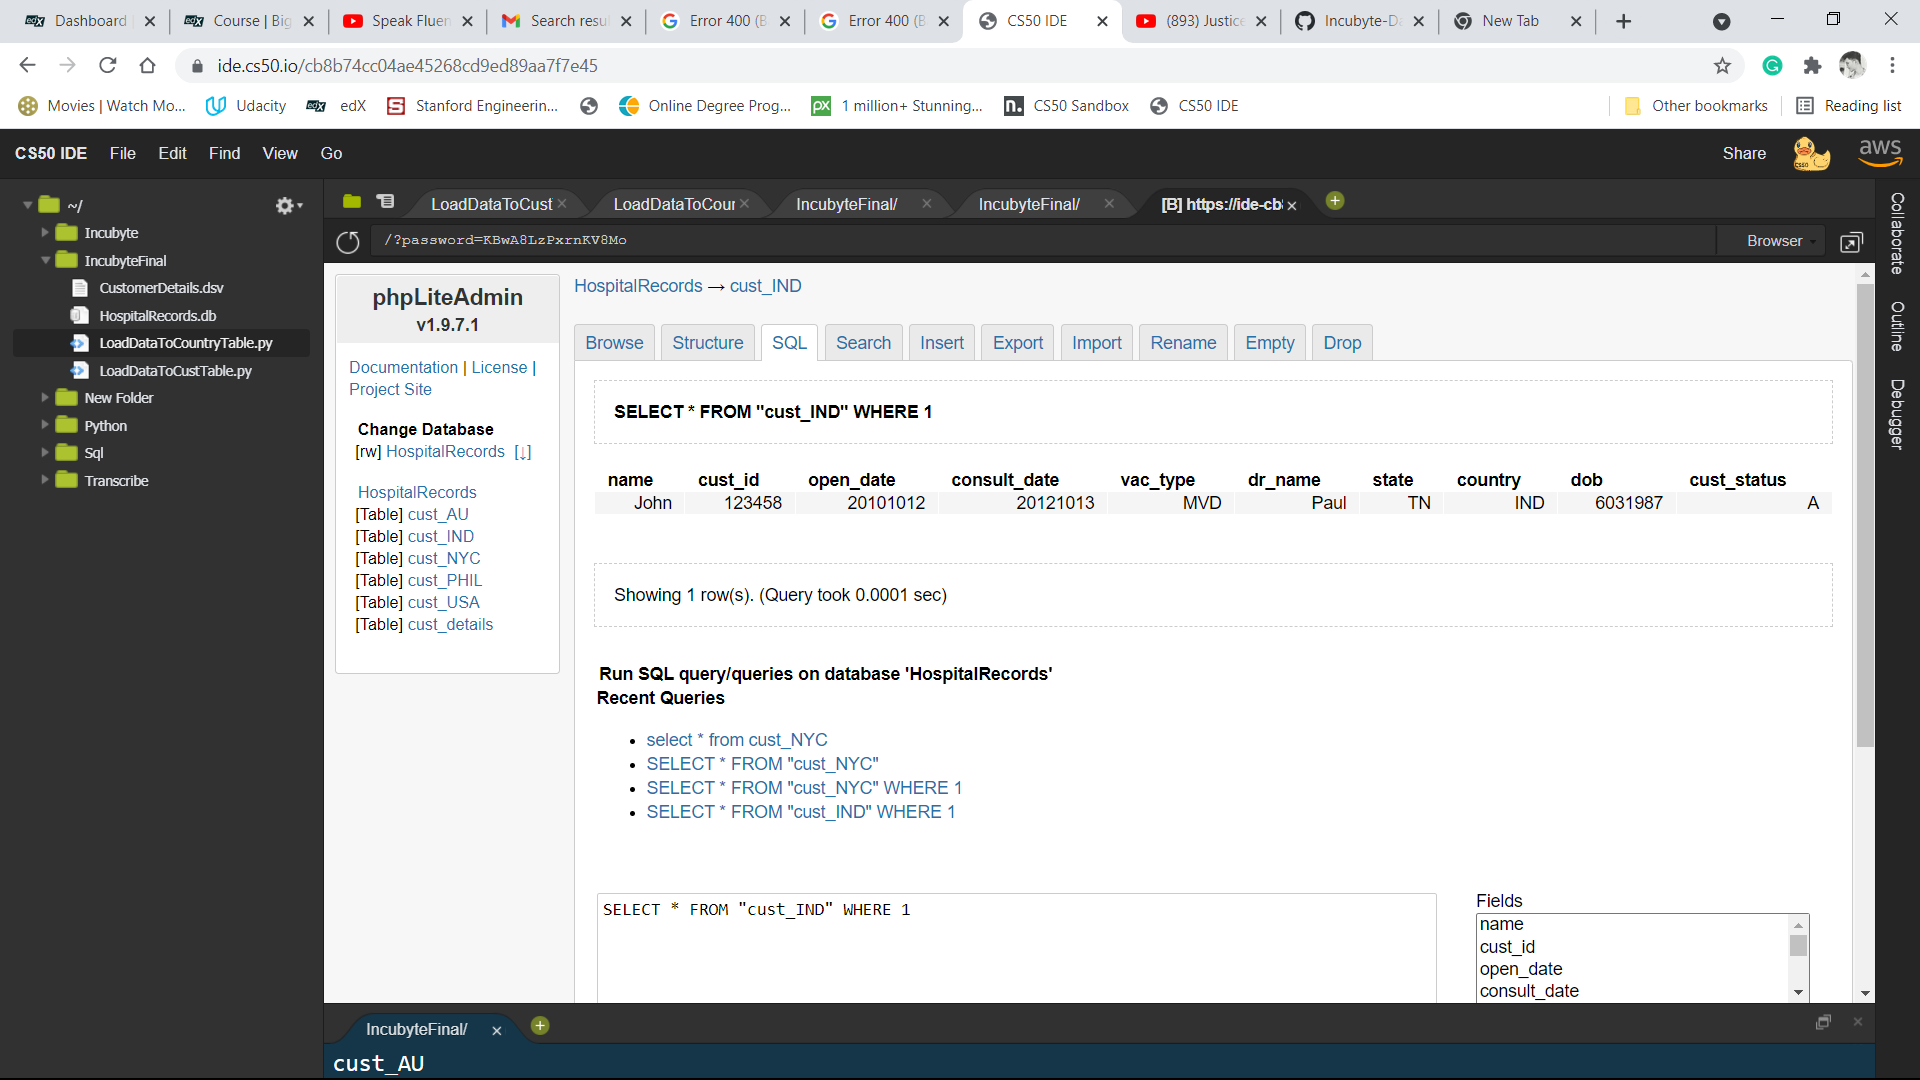 Dashboard
Course | Big
Speak Fluen
Search resu
Error 400 (B
Error 400 (B
CS50 IDE
(893) Justice
Incubyte-Da
New Tab
ide.cs50.io/cb8b74cc04ae45268cd9ed89aa7f7e45
Movies | Watch Mo...
Udacity
edX
Stanford Engineerin...
Online Degree Prog...
1 million+ Stunning...
CS50 Sandbox
CS50 IDE
Other bookmarks
Reading list
CS50 IDE File Edit Find View Go
Share
aws
~/
Incubyte
IncubyteFinal
CustomerDetails.dsv
HospitalRecords.db
LoadDataToCountryTable.py
LoadDataToCustTable.py
New Folder
Python
Sql
Transcribe
LoadDataToCust
LoadDataToCour
IncubyteFinal/
IncubyteFinal/
[B] https://ide-cb
/?password=KBwA8LzPxrnKV8Mo
Browser
phpLiteAdmin
v1.9.7.1
Documentation | License |
Project Site
Change Database
[rw] HospitalRecords [↓]
HospitalRecords
[Table] cust_AU
[Table] cust_IND
[Table] cust_NYC
[Table] cust_PHIL
[Table] cust_USA
[Table] cust_details
HospitalRecords → cust_IND
Browse Structure SQL Search Insert Export Import Rename Empty Drop
SELECT * FROM "cust_IND" WHERE 1
name cust_id open_date consult_date vac_type dr_name state country dob cust_status
John 123458 20101012 20121013 MVD Paul TN IND 6031987 A
Showing 1 row(s). (Query took 0.0001 sec)
Run SQL query/queries on database 'HospitalRecords'
Recent Queries
select * from cust_NYC
SELECT * FROM "cust_NYC"
SELECT * FROM "cust_NYC" WHERE 1
SELECT * FROM "cust_IND" WHERE 1
SELECT * FROM "cust_IND" WHERE 1
Fields
name
cust_id
open_date
consult_date
Collaborate
Outline
Debugger
IncubyteFinal/
cust_AU